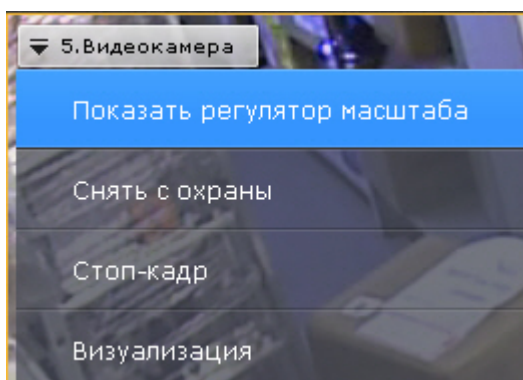 5.Видеокамера
Показать регулятор масштаба
Снять с охраны
Стоп-кадр
Визуализация